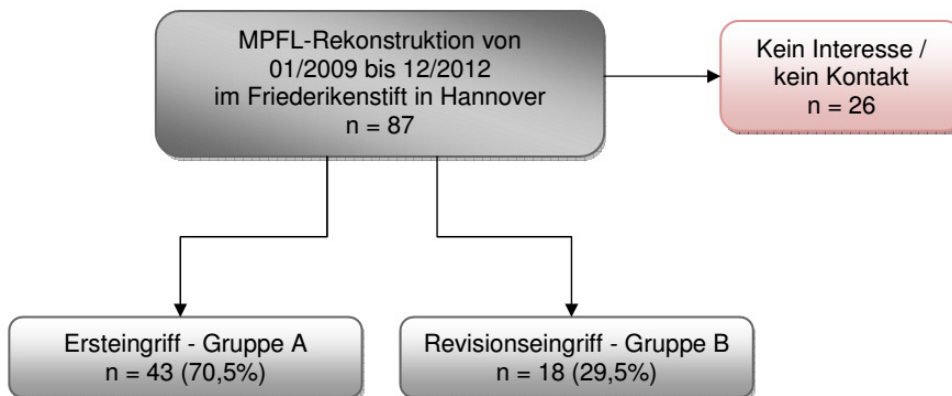 MPFL-Rekonstruktion von
01/2009 bis 12/2012
im Friederikenstift in Hannover
n = 87
Kein Interesse /
kein Kontakt
n = 26
Ersteingriff - Gruppe A
n = 43 (70,5%)
Revisionseingriff - Gruppe B
n = 18 (29,5%)